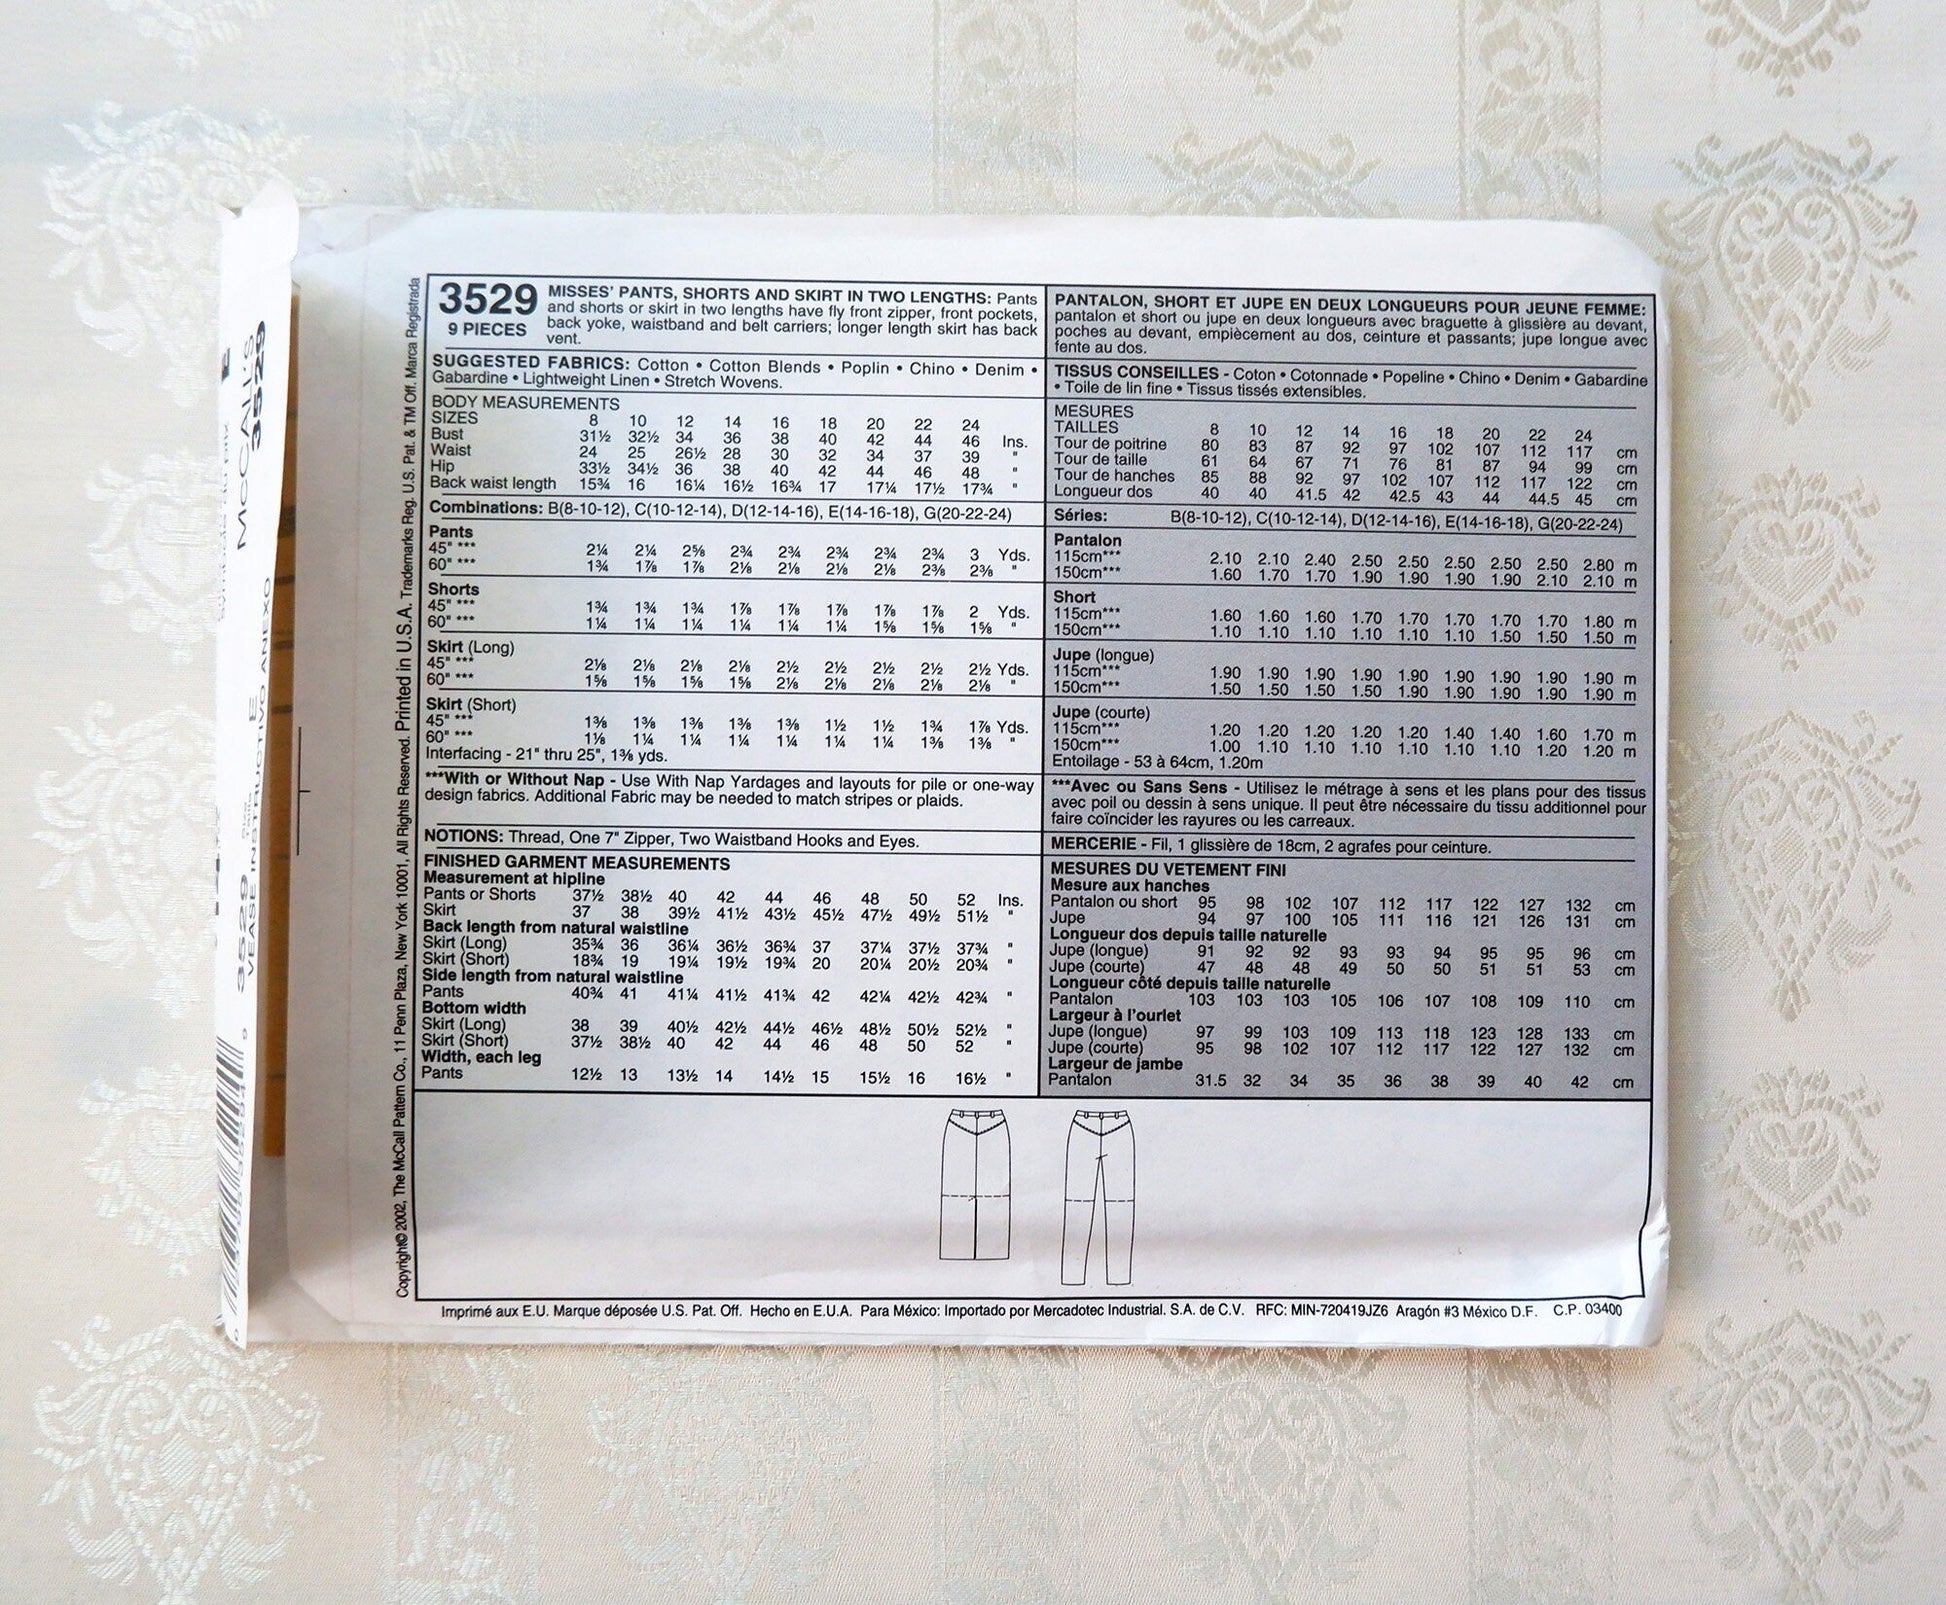 3529
9 PIECES
MISSES' PANTS, SHORTS AND SKIRT IN TWO LENGTHS: Pants
and shorts or skirt in two lengths have fly front zipper, front pockets,
back yoke, waistband and belt carriers; longer length skirt has back
vent.
SUGGESTED FABRICS: Cotton • Cotton Blends • Poplin • Chino • Denim •
Gabardine • Lightweight Linen • Stretch Wovens.
BODY MEASUREMENTS
SIZES 8 10 12 14 16 18 20 22 24
Bust 31½ 32½ 34 36 38 40 42 44 46 Ins.
Waist 24 25 26½ 28 30 32 34 37 39 "
Hip 33½ 34½ 36 38 40 42 44 46 48 "
Back waist length 15¾ 16 16¼ 16½ 16¾ 17 17¼ 17½ 17¾ "
Combinations: B(8-10-12), C(10-12-14), D(12-14-16), E(14-16-18), G(20-22-24)
Pants
45" *** 2¼ 2¼ 2⅝ 2¾ 2¾ 2¾ 2¾ 2¾ 3 Yds.
60" *** 1¾ 1⅞ 1⅞ 2⅛ 2⅛ 2⅛ 2⅛ 2⅜ 2⅜ "
Shorts
45" *** 1¾ 1¾ 1¾ 1⅞ 1⅞ 1⅞ 1⅞ 1⅞ 2 Yds.
60" *** 1¼ 1¼ 1¼ 1¼ 1¼ 1¼ 1⅝ 1⅝ 1⅝ "
Skirt (Long)
45" *** 2⅛ 2⅛ 2⅛ 2⅛ 2½ 2½ 2½ 2½ 2½ Yds.
60" *** 1⅝ 1⅝ 1⅝ 1⅝ 2⅛ 2⅛ 2⅛ 2⅛ 2⅛ "
Skirt (Short)
45" *** 1⅜ 1⅜ 1⅜ 1⅜ 1⅜ 1½ 1½ 1¾ 1⅞ Yds.
60" *** 1⅛ 1¼ 1¼ 1¼ 1¼ 1¼ 1¼ 1⅜ 1⅜ "
Interfacing - 21" thru 25", 1⅜ yds.
***With or Without Nap - Use With Nap Yardages and layouts for pile or one-way
design fabrics. Additional Fabric may be needed to match stripes or plaids.
NOTIONS: Thread, One 7" Zipper, Two Waistband Hooks and Eyes.
FINISHED GARMENT MEASUREMENTS
Measurement at hipline
Pants or Shorts 37½ 38½ 40 42 44 46 48 50 52 Ins.
Skirt 37 38 39½ 41½ 43½ 45½ 47½ 49½ 51½ "
Back length from natural waistline
Skirt (Long) 35¾ 36 36¼ 36½ 36¾ 37 37¼ 37½ 37¾ "
Skirt (Short) 18¾ 19 19¼ 19½ 19¾ 20 20¼ 20½ 20¾ "
Side length from natural waistline
Pants 40¾ 41 41¼ 41½ 41¾ 42 42¼ 42½ 42¾ "
Bottom width
Skirt (Long) 38 39 40½ 42½ 44½ 46½ 48½ 50½ 52½ "
Skirt (Short) 37½ 38½ 40 42 44 46 48 50 52 "
Width, each leg
Pants 12½ 13 13½ 14 14½ 15 15½ 16 16½ "
PANTALON, SHORT ET JUPE EN DEUX LONGUEURS POUR JEUNE FEMME:
pantalon et short ou jupe en deux longueurs avec braguette à glissière au devant,
poches au devant, empiècement au dos, ceinture et passants; jupe longue avec
fente au dos.
TISSUS CONSEILLES - Coton • Cotonnade • Popeline • Chino • Denim • Gabardine
• Toile de lin fine • Tissus tissés extensibles.
MESURES
TAILLES 8 10 12 14 16 18 20 22 24
Tour de poitrine 80 83 87 92 97 102 107 112 117 cm
Tour de taille 61 64 67 71 76 81 87 94 99 cm
Tour de hanches 85 88 92 97 102 107 112 117 122 cm
Longueur dos 40 40 41.5 42 42.5 43 44 44.5 45 cm
Séries: B(8-10-12), C(10-12-14), D(12-14-16), E(14-16-18), G(20-22-24)
Pantalon
115cm*** 2.10 2.10 2.40 2.50 2.50 2.50 2.50 2.50 2.80 m
150cm*** 1.60 1.70 1.70 1.90 1.90 1.90 1.90 2.10 2.10 m
Short
115cm*** 1.60 1.60 1.60 1.70 1.70 1.70 1.70 1.70 1.80 m
150cm*** 1.10 1.10 1.10 1.10 1.10 1.10 1.50 1.50 1.50 m
Jupe (longue)
115cm*** 1.90 1.90 1.90 1.90 1.90 1.90 1.90 1.90 1.90 m
150cm*** 1.50 1.50 1.50 1.50 1.90 1.90 1.90 1.90 1.90 m
Jupe (courte)
115cm*** 1.20 1.20 1.20 1.20 1.20 1.40 1.40 1.60 1.70 m
150cm*** 1.00 1.10 1.10 1.10 1.10 1.10 1.10 1.20 1.20 m
Entoilage - 53 à 64cm, 1.20m
***Avec ou Sans Sens - Utilisez le métrage à sens et les plans pour des tissus
avec poil ou dessin à sens unique. Il peut être nécessaire du tissu additionnel pour
faire coïncider les rayures ou les carreaux.
MERCERIE - Fil, 1 glissière de 18cm, 2 agrafes pour ceinture.
MESURES DU VETEMENT FINI
Mesure aux hanches
Pantalon ou short 95 98 102 107 112 117 122 127 132 cm
Jupe 94 97 100 105 111 116 121 126 131 cm
Longueur dos depuis taille naturelle
Jupe (longue) 91 92 92 93 93 94 95 95 96 cm
Jupe (courte) 47 48 48 49 50 50 51 51 53 cm
Longueur côté depuis taille naturelle
Pantalon 103 103 103 105 106 107 108 109 110 cm
Largeur à l'ourlet
Jupe (longue) 97 99 103 109 113 118 123 128 133 cm
Jupe (courte) 95 98 102 107 112 117 122 127 132 cm
Largeur de jambe
Pantalon 31.5 32 34 35 36 38 39 40 42 cm
Imprimé aux E.U. Marque déposée U.S. Pat. Off. Hecho en E.U.A. Para México: Importado por Mercadotec Industrial. S.A. de C.V. RFC: MIN-720419JZ6 Aragón #3 México D.F. C.P. 03400
Copyright© 2002, The McCall Pattern Co., 11 Penn Plaza, New York 10001, All Rights Reserved. Printed in U.S.A. Trademarks Reg. U.S. Pat. & TM Off. Marca Registrada
McCALL'S
3529
3529 E
VEASE INSTRUCTIVO ANEXO